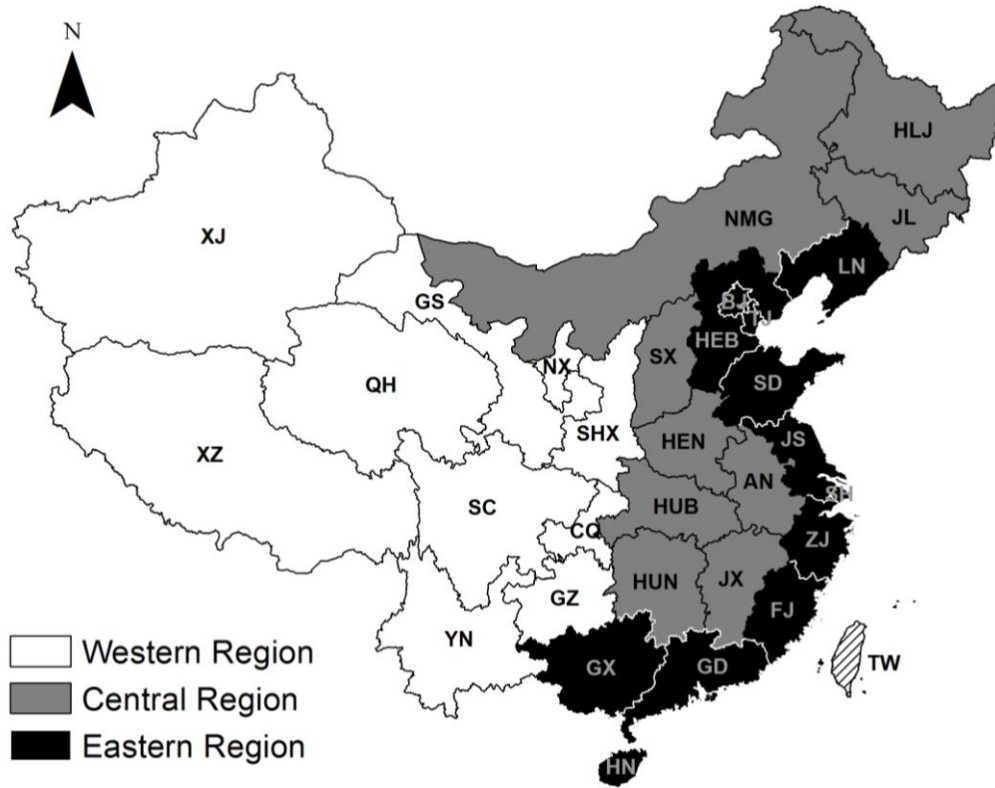 N
HLJ
XJ
NMG
JL
LN
GS
BJ
TJ
HEB
SX
NX
QH
SD
SHX
HEN
JS
XZ
AN
SH
SC
HUB
CQ
ZJ
HUN
JX
GZ
FJ
YN
GX
GD
TW
HN
Western Region
Central Region
Eastern Region